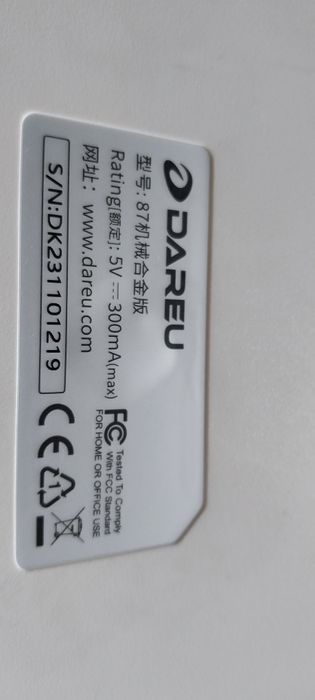 DAREU
型号: 87机械合金版
Rating[额定]: 5V ⎓ 300mA(max)
网址: www.dareu.com
S/N:DK231101219
FC Tested To Comply
With FCC Standard
FOR HOME OR OFFICE USE
CE
1